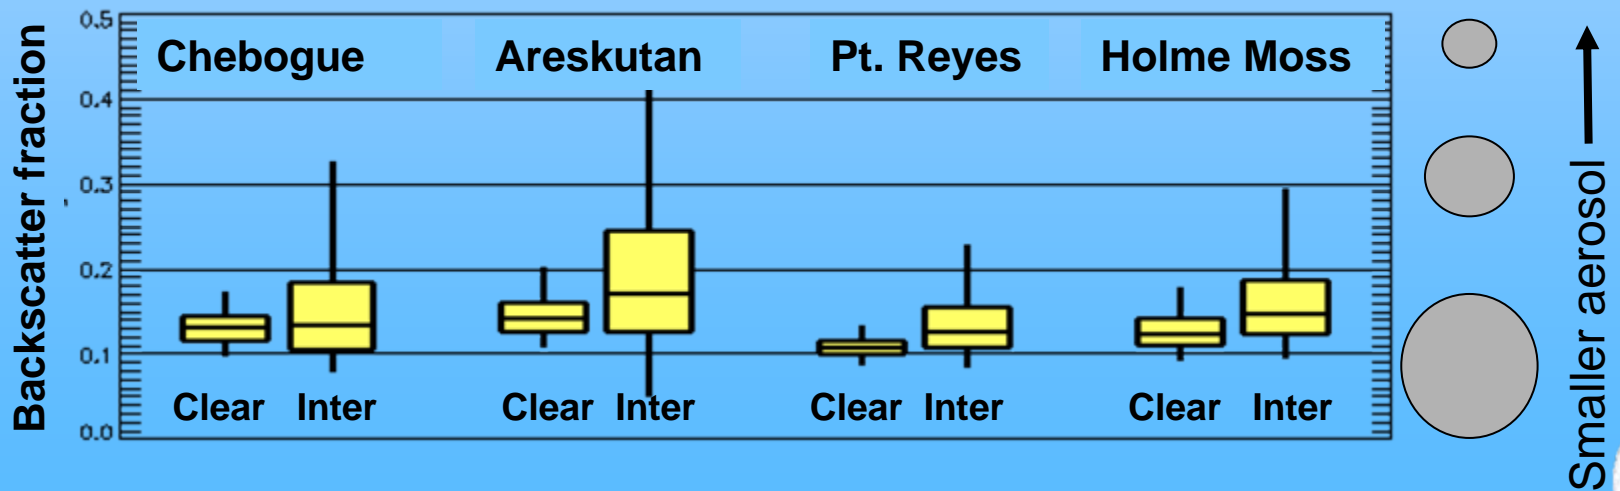 Backscatter fraction
0.5
0.4
0.3
0.2
0.1
0.0
Chebogue Areskutan Pt. Reyes Holme Moss
Clear Inter Clear Inter Clear Inter Clear Inter
Smaller aerosol